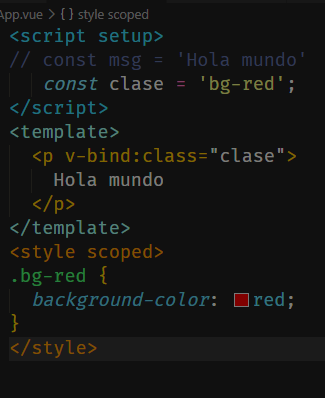 App.vue > {} style scoped
<script setup>
// const msg = 'Hola mundo'
const clase = 'bg-red';
</script>
<template>
<p v-bind:class="clase">
Hola mundo
</p>
</template>
<style scoped>
.bg-red {
background-color: red;
}
</style>